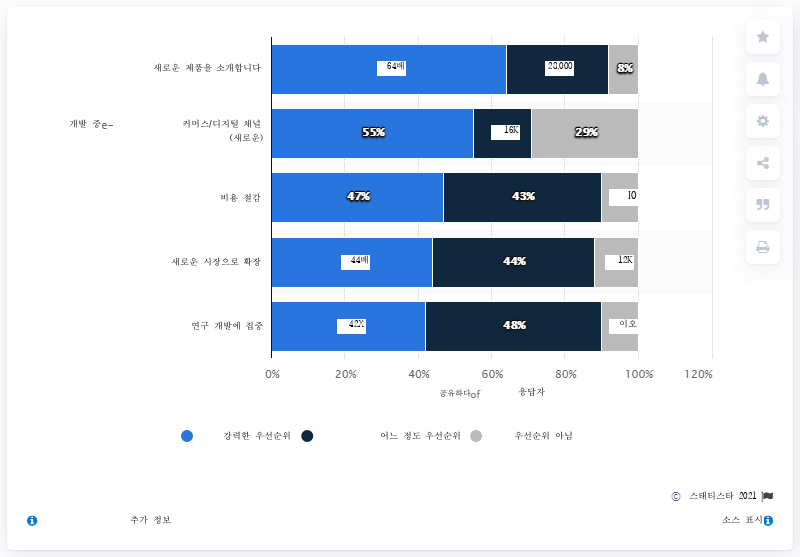 새로운 제품을 소개합니다
64배
28,000
8%
개발 중e-
커머스/디지털 채널
(새로운)
55%
16K
29%
비용 절감
47%
43%
10
새로운 시장으로 확장
44배
44%
12K
연구 개발에 집중
42X
48%
이오
0% 20% 40% 60% 80% 100% 120%
공유하다of 응답자
강력한 우선순위 어느 정도 우선순위 우선순위 아님
© 스태티스타 2021
추가 정보 소스 표시